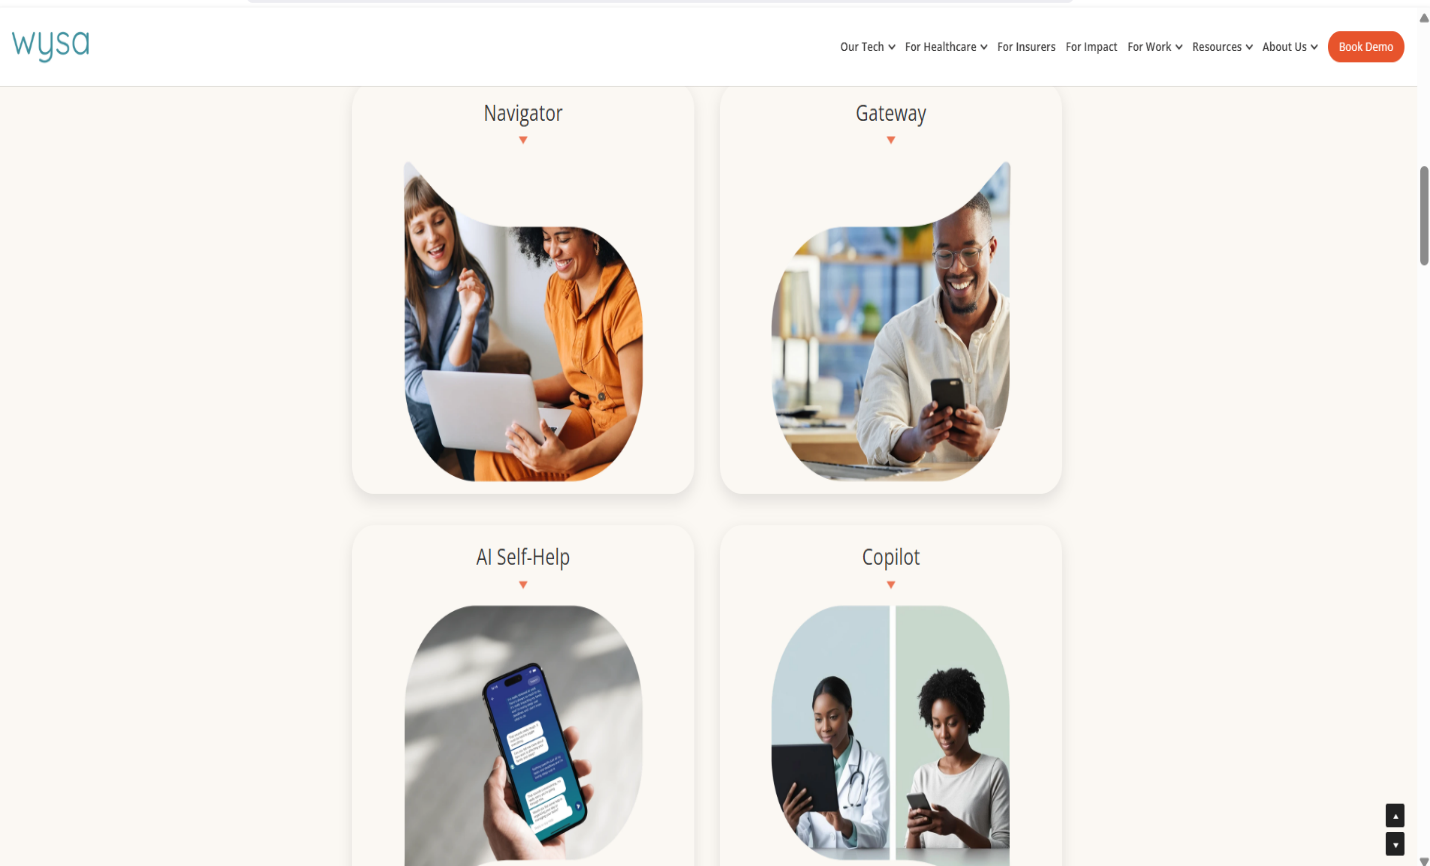 wysa
Our Tech For Healthcare For Insurers For Impact For Work Resources About Us Book Demo
Navigator
Gateway
AI Self-Help
Copilot